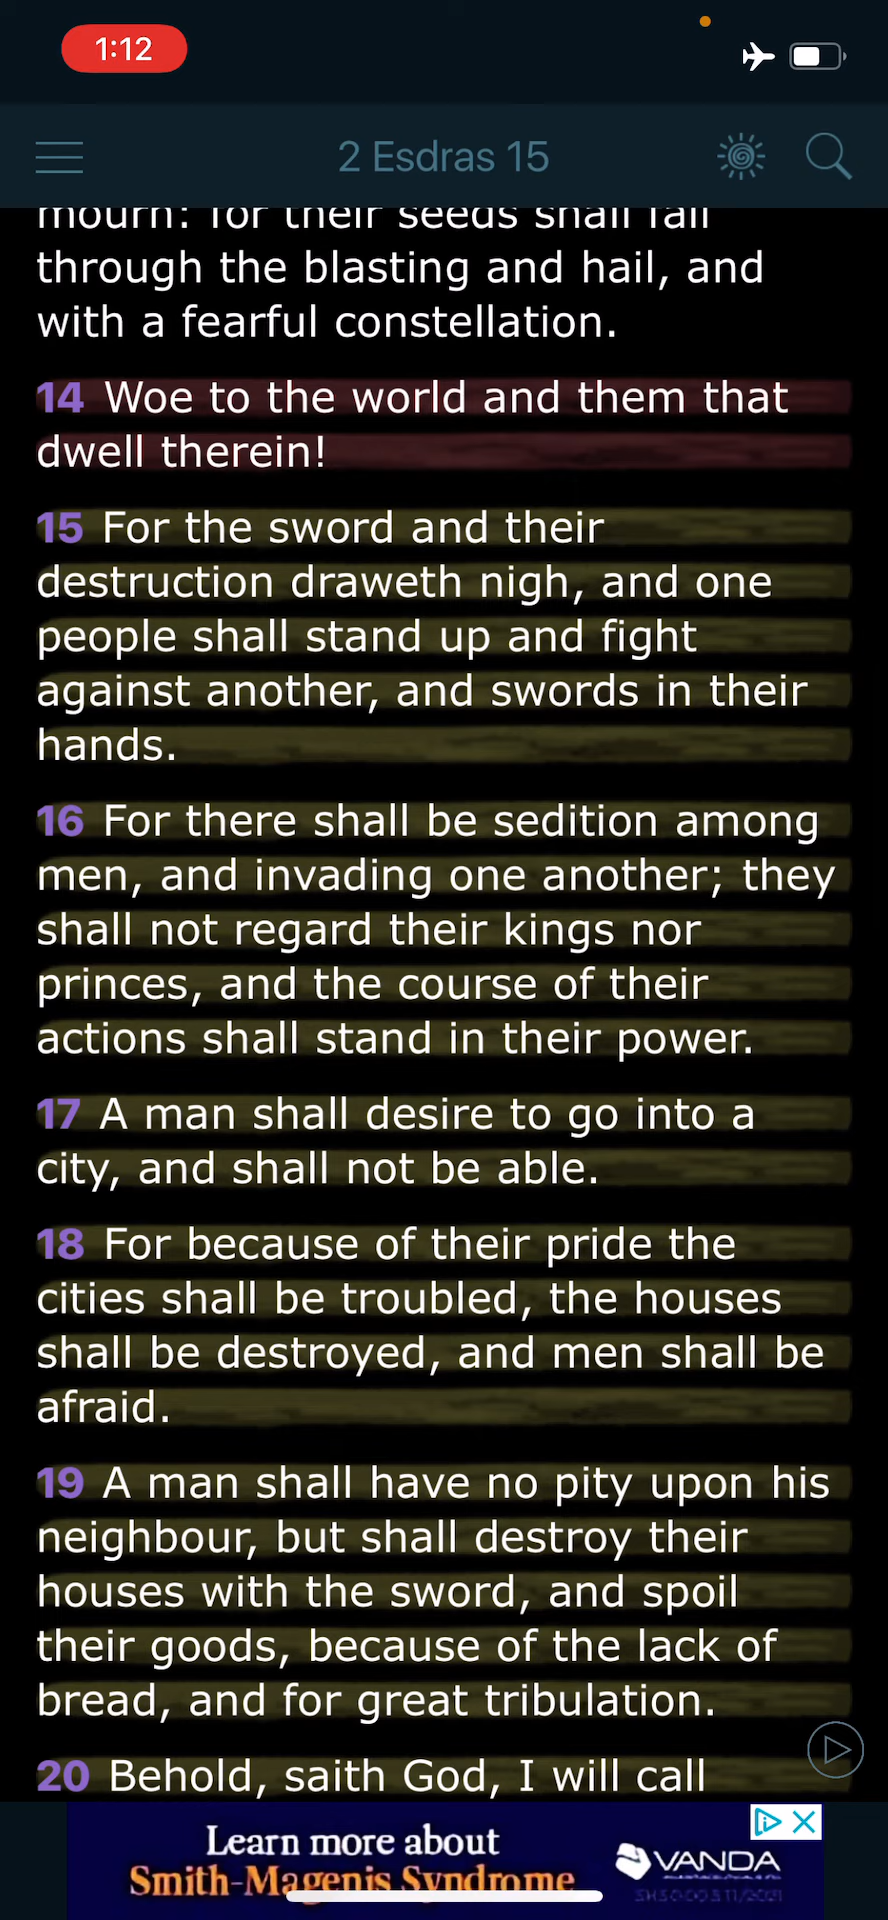 1:12
2 Esdras 15
mourn: for their seeds shall fail
through the blasting and hail, and
with a fearful constellation.
14 Woe to the world and them that
dwell therein!
15 For the sword and their
destruction draweth nigh, and one
people shall stand up and fight
against another, and swords in their
hands.
16 For there shall be sedition among
men, and invading one another; they
shall not regard their kings nor
princes, and the course of their
actions shall stand in their power.
17 A man shall desire to go into a
city, and shall not be able.
18 For because of their pride the
cities shall be troubled, the houses
shall be destroyed, and men shall be
afraid.
19 A man shall have no pity upon his
neighbour, but shall destroy their
houses with the sword, and spoil
their goods, because of the lack of
bread, and for great tribulation.
20 Behold, saith God, I will call
Learn more about
Smith-Magenis Syndrome
VANDA